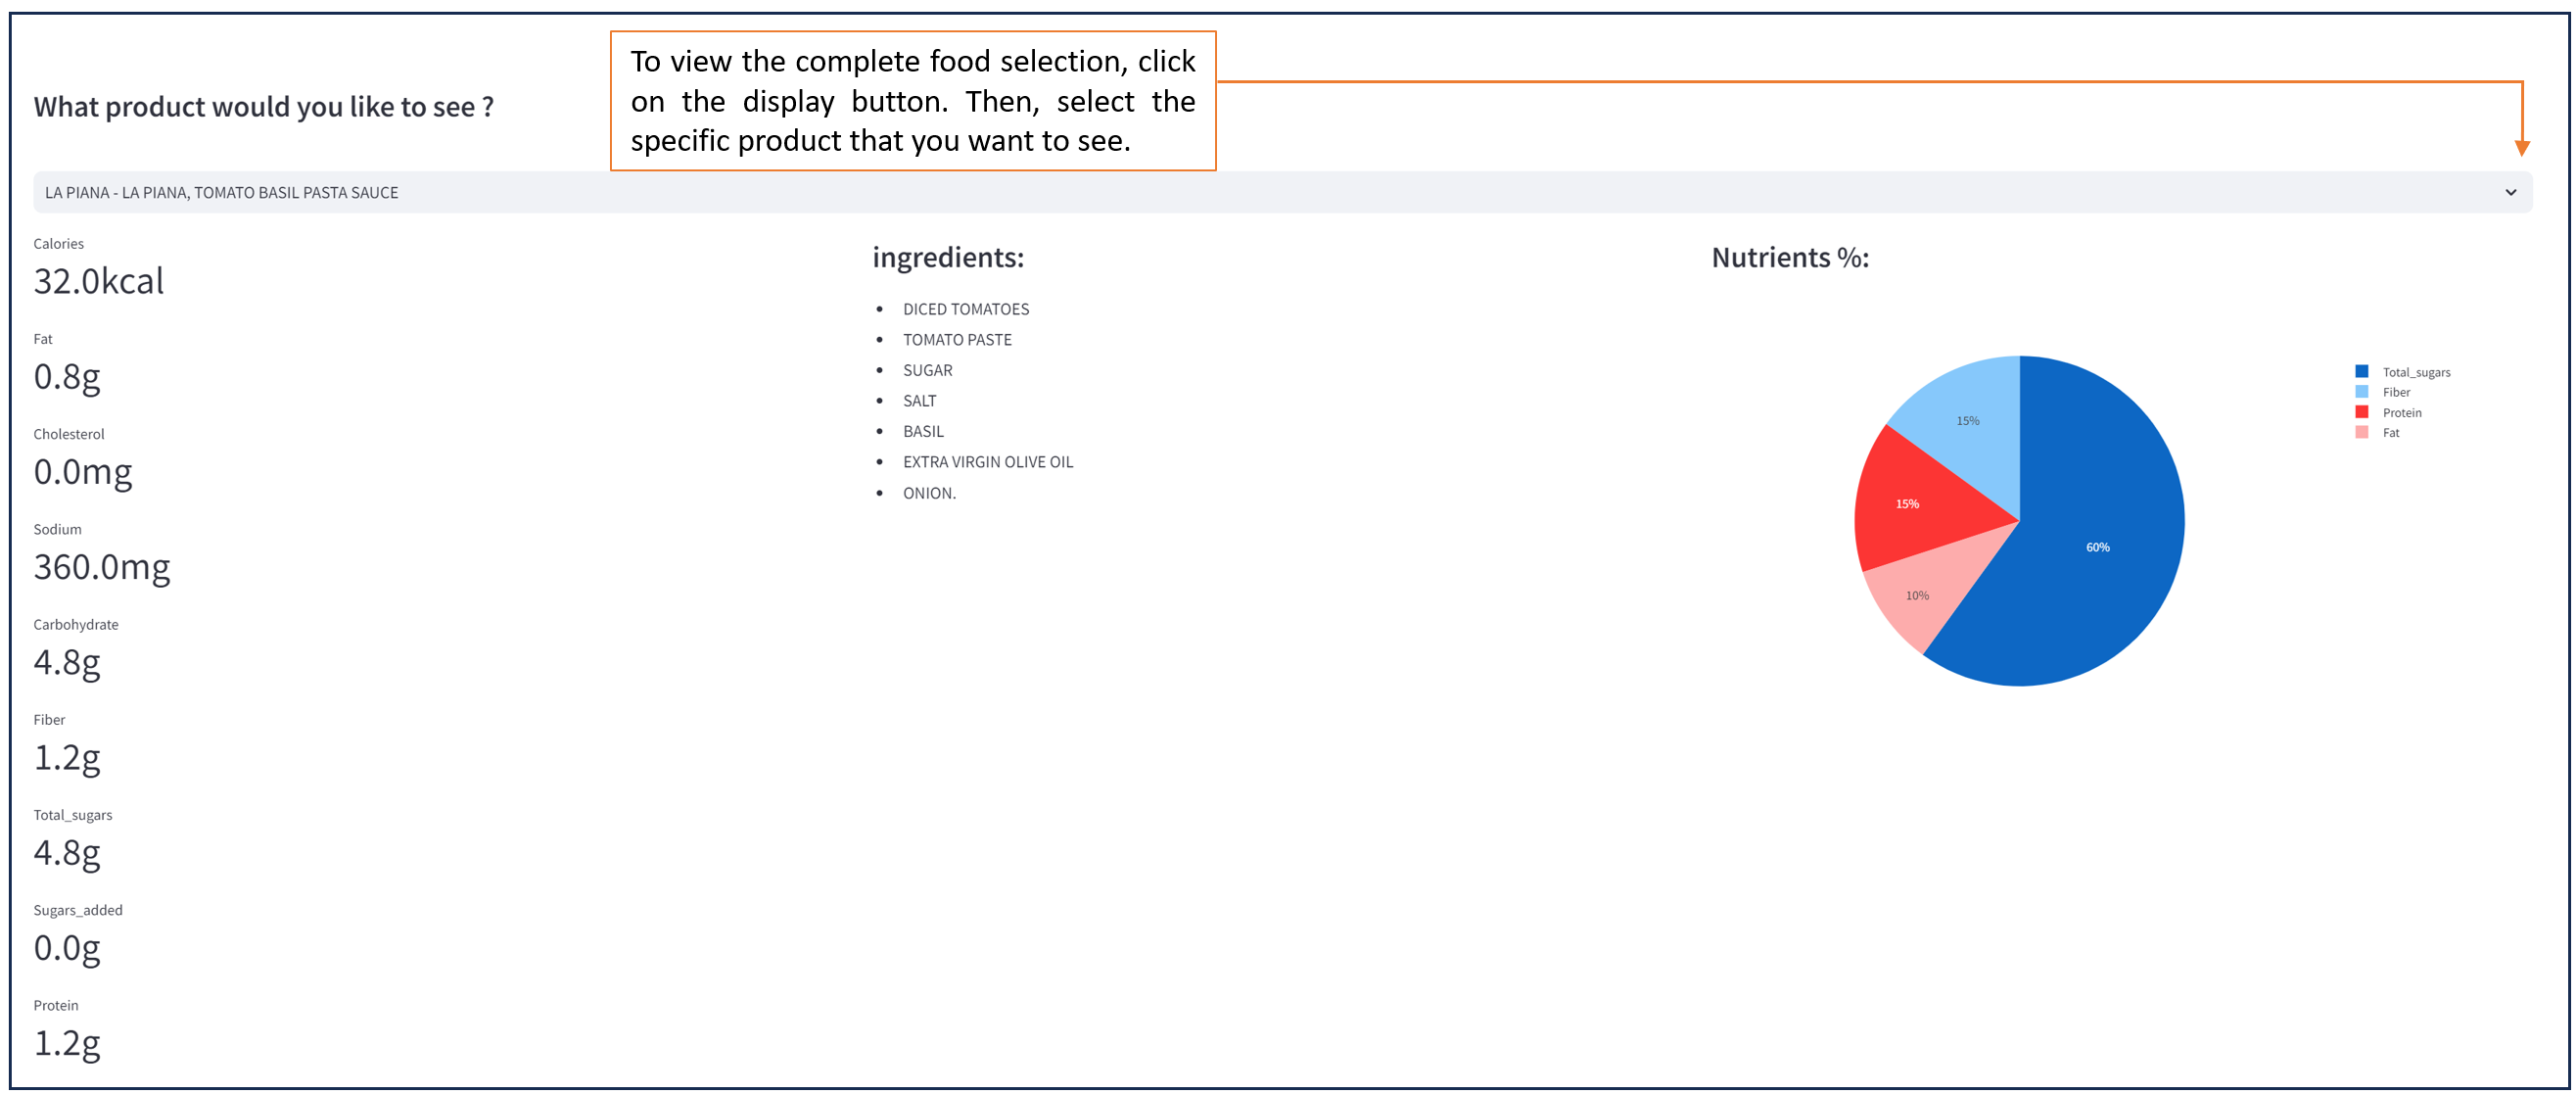 To view the complete food selection, click
on the display button. Then, select the
specific product that you want to see.
What product would you like to see ?
LA PIANA - LA PIANA, TOMATO BASIL PASTA SAUCE
Calories
32.0kcal
Fat
0.8g
Cholesterol
0.0mg
Sodium
360.0mg
Carbohydrate
4.8g
Fiber
1.2g
Total_sugars
4.8g
Sugars_added
0.0g
Protein
1.2g
ingredients:
DICED TOMATOES
TOMATO PASTE
SUGAR
SALT
BASIL
EXTRA VIRGIN OLIVE OIL
ONION.
Nutrients %:
15%
15%
10%
60%
Total_sugars
Fiber
Protein
Fat